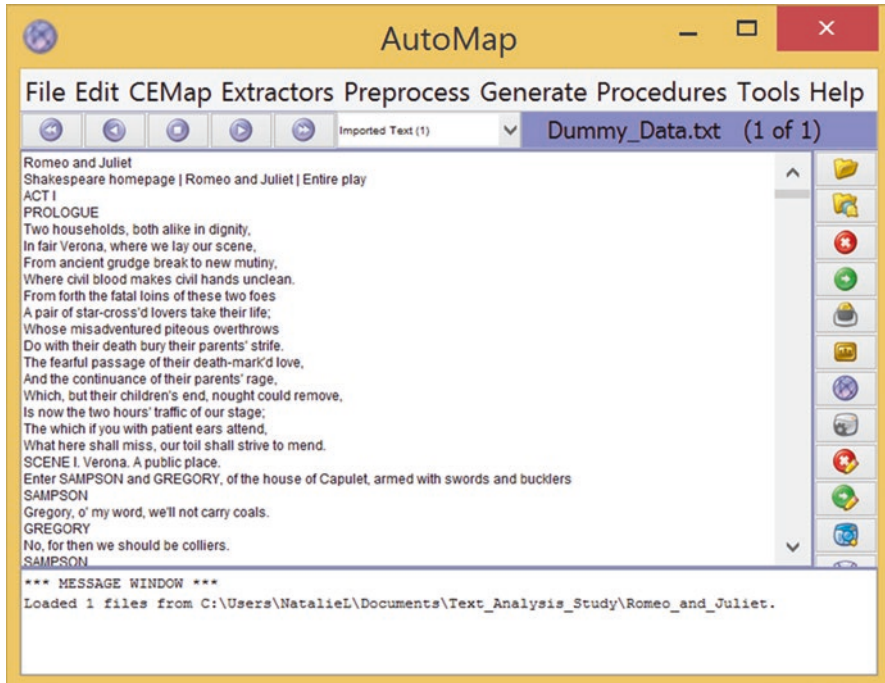 AutoMap
File Edit CEMap Extractors Preprocess Generate Procedures Tools Help
Imported Text (1)
Dummy_Data.txt (1 of 1)
Romeo and Juliet
Shakespeare homepage | Romeo and Juliet | Entire play
ACT I
PROLOGUE
Two households, both alike in dignity,
In fair Verona, where we lay our scene,
From ancient grudge break to new mutiny,
Where civil blood makes civil hands unclean.
From forth the fatal loins of these two foes
A pair of star-cross'd lovers take their life;
Whose misadventured piteous overthrows
Do with their death bury their parents' strife.
The fearful passage of their death-mark'd love,
And the continuance of their parents' rage,
Which, but their children's end, nought could remove,
Is now the two hours' traffic of our stage;
The which if you with patient ears attend,
What here shall miss, our toil shall strive to mend.
SCENE I. Verona. A public place.
Enter SAMPSON and GREGORY, of the house of Capulet, armed with swords and bucklers
SAMPSON
Gregory, o' my word, we'll not carry coals.
GREGORY
No, for then we should be colliers.
SAMPSON
*** MESSAGE WINDOW ***
Loaded 1 files from C:\Users\NatalieL\Documents\Text_Analysis_Study\Romeo_and_Juliet.